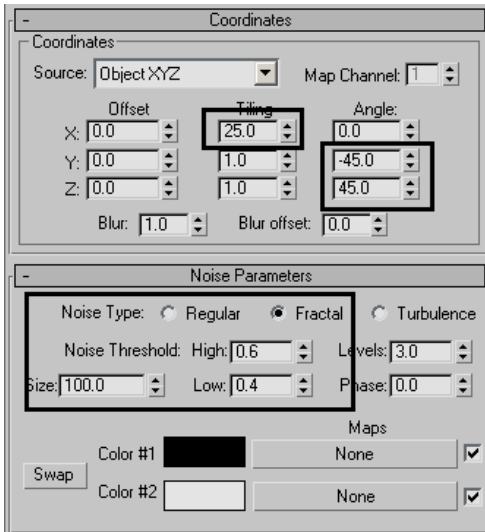 - Coordinates
Coordinates
Source: Object XYZ Map Channel: 1
Offset Tiling Angle:
X: 0.0 25.0 0.0
Y: 0.0 1.0 -45.0
Z: 0.0 1.0 45.0
Blur: 1.0 Blur offset: 0.0
- Noise Parameters
Noise Type: Regular Fractal Turbulence
Noise Threshold: High: 0.6 Levels: 3.0
Size: 100.0 Low: 0.4 Phase: 0.0
Maps
Color #1 None
Swap
Color #2 None